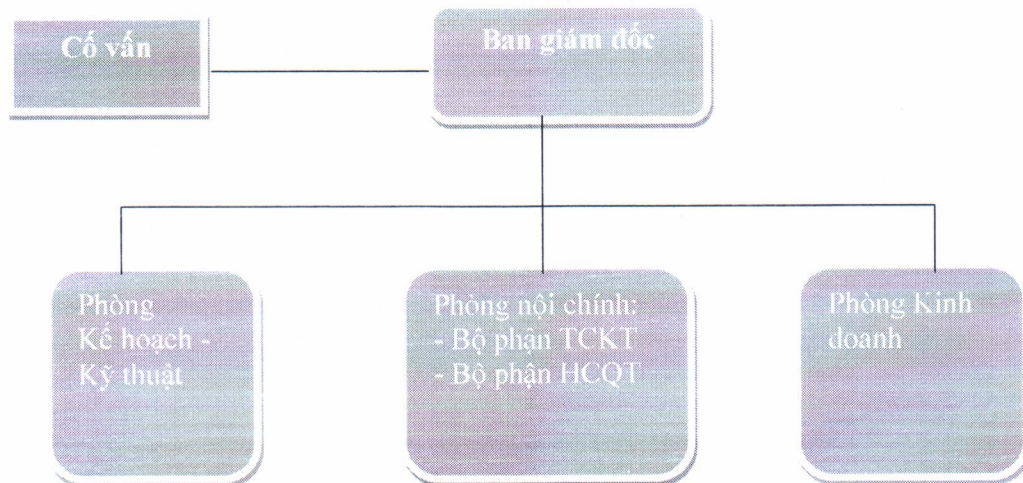 Cố vấn
Ban giám đốc
Phòng
Kế hoạch -
Kỹ thuật
Phòng nội chính:
- Bộ phận TCKT
- Bộ phận HCQT
Phòng Kinh
doanh